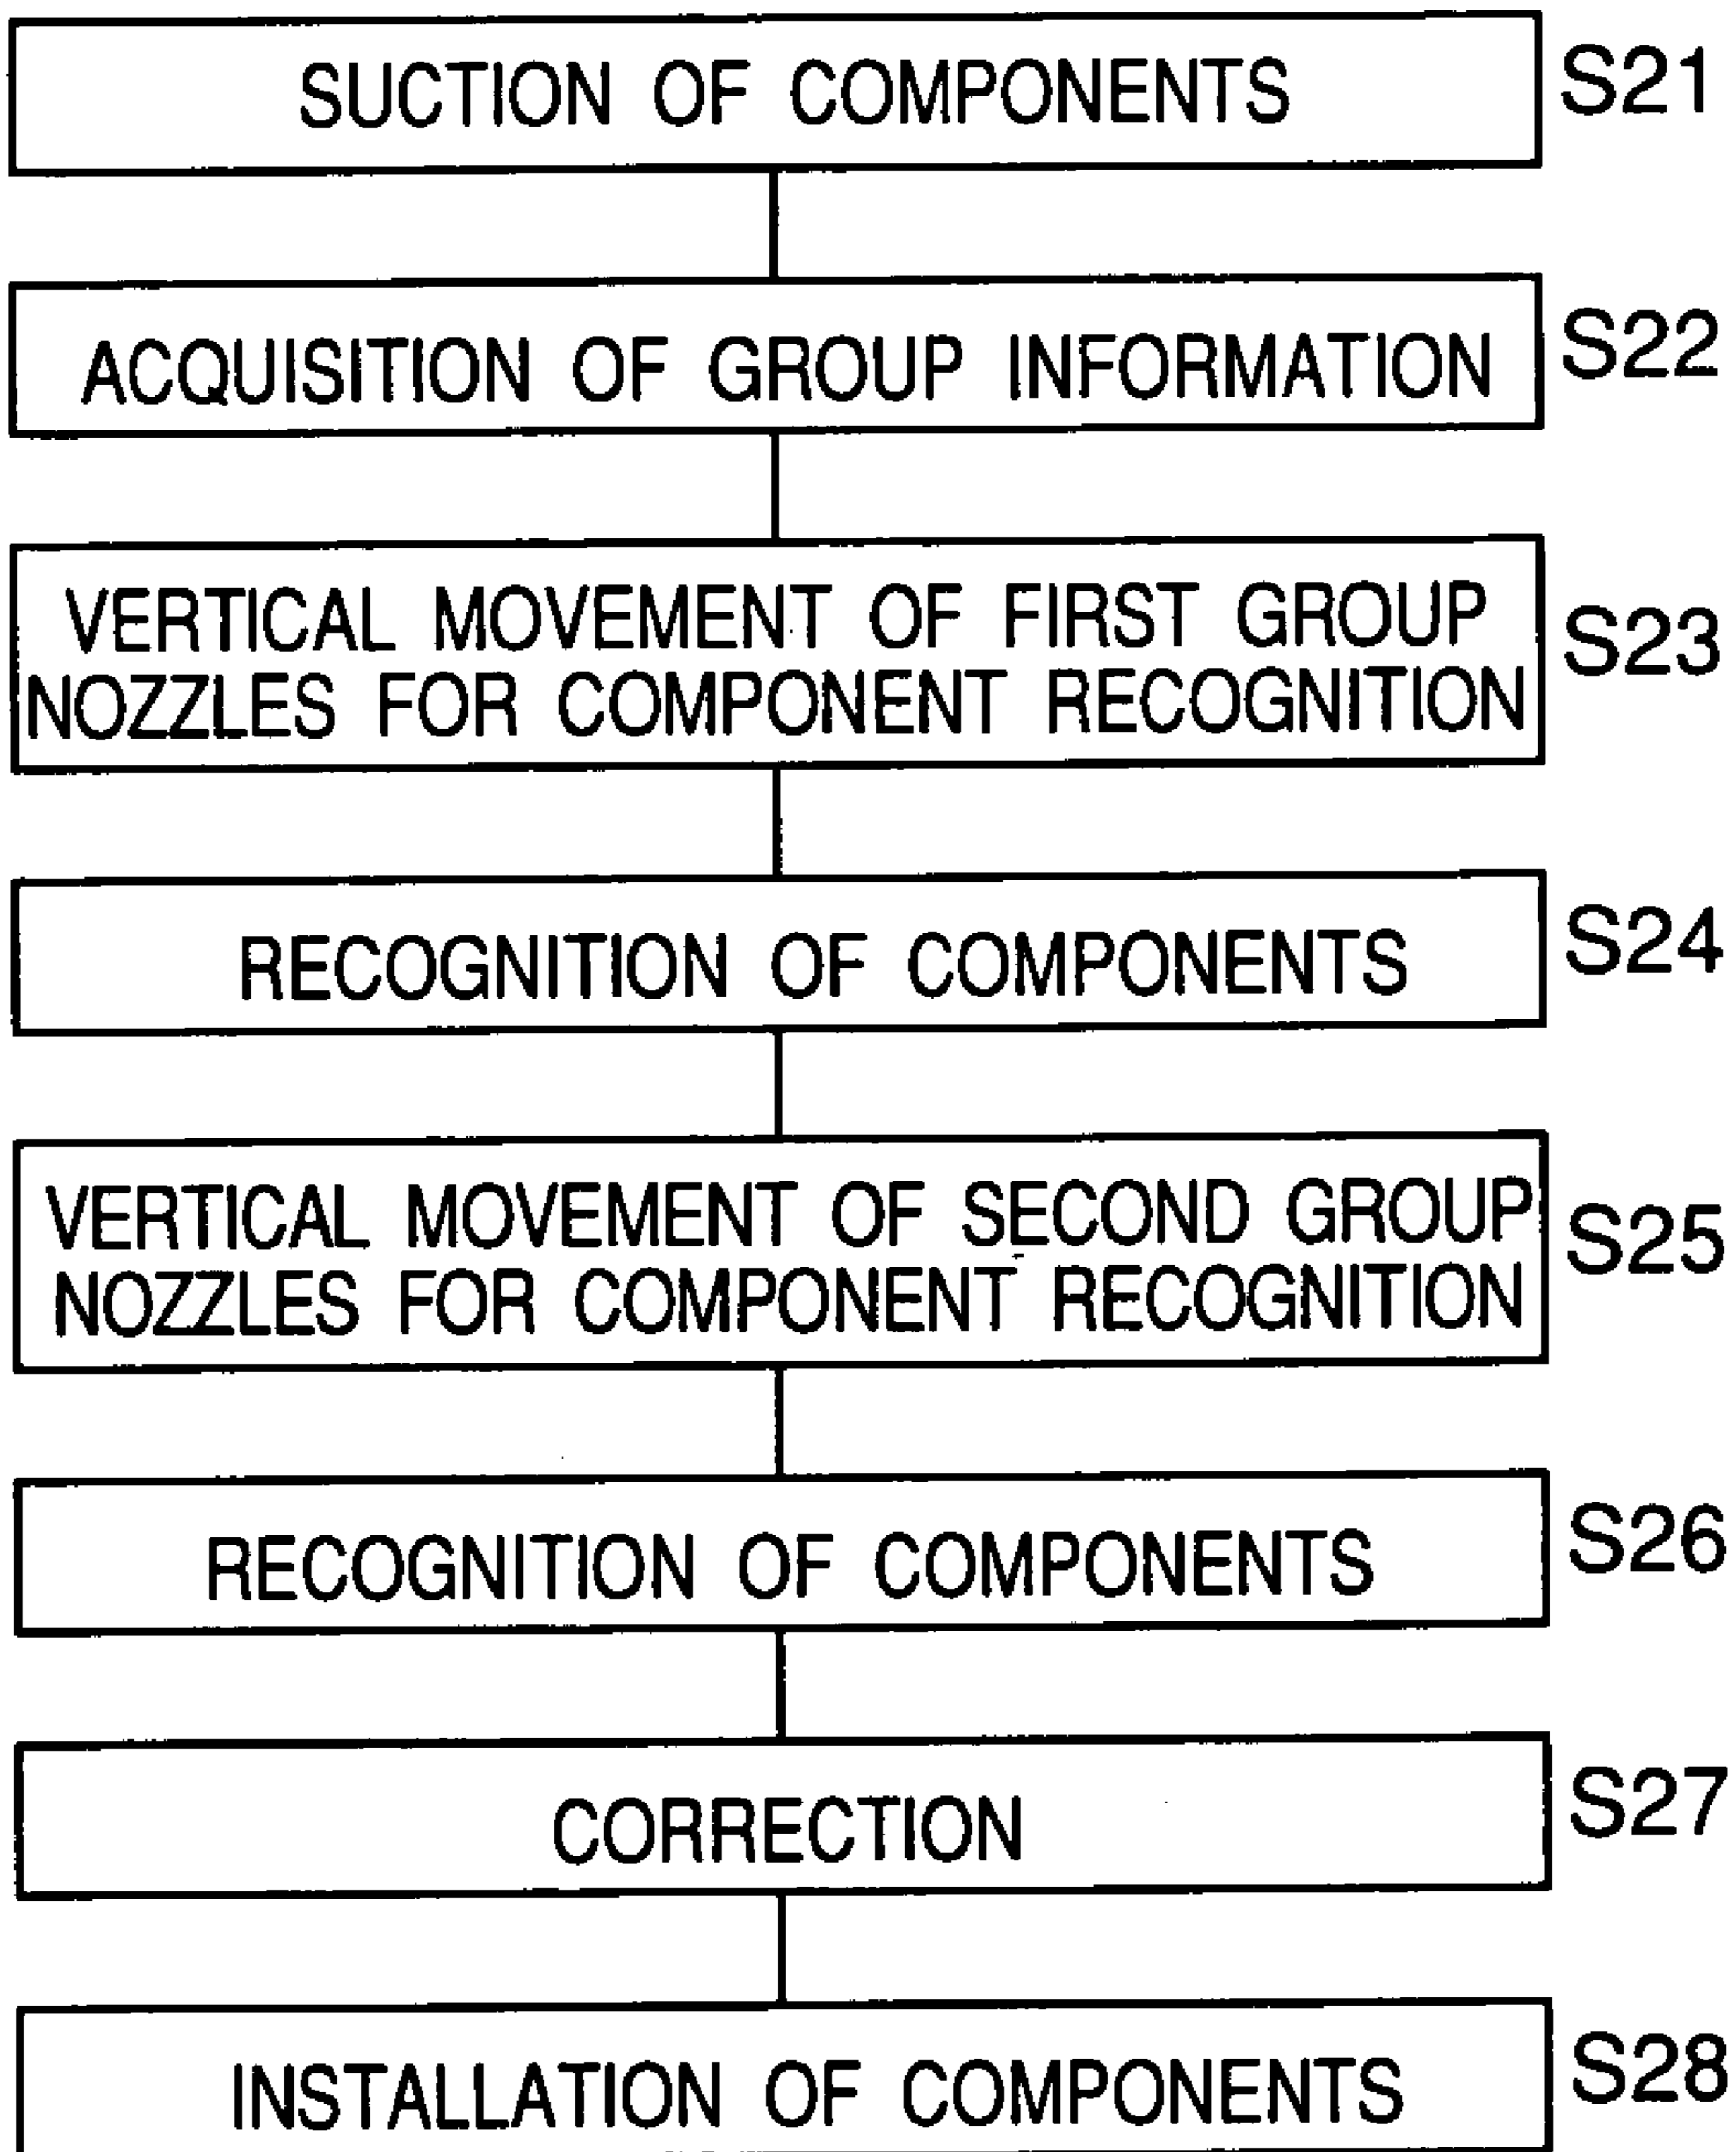 SUCTION OF COMPONENTS S21
ACQUISITION OF GROUP INFORMATION S22
VERTICAL MOVEMENT OF FIRST GROUP
NOZZLES FOR COMPONENT RECOGNITION S23
RECOGNITION OF COMPONENTS S24
VERTICAL MOVEMENT OF SECOND GROUP
NOZZLES FOR COMPONENT RECOGNITION S25
RECOGNITION OF COMPONENTS S26
CORRECTION S27
INSTALLATION OF COMPONENTS S28